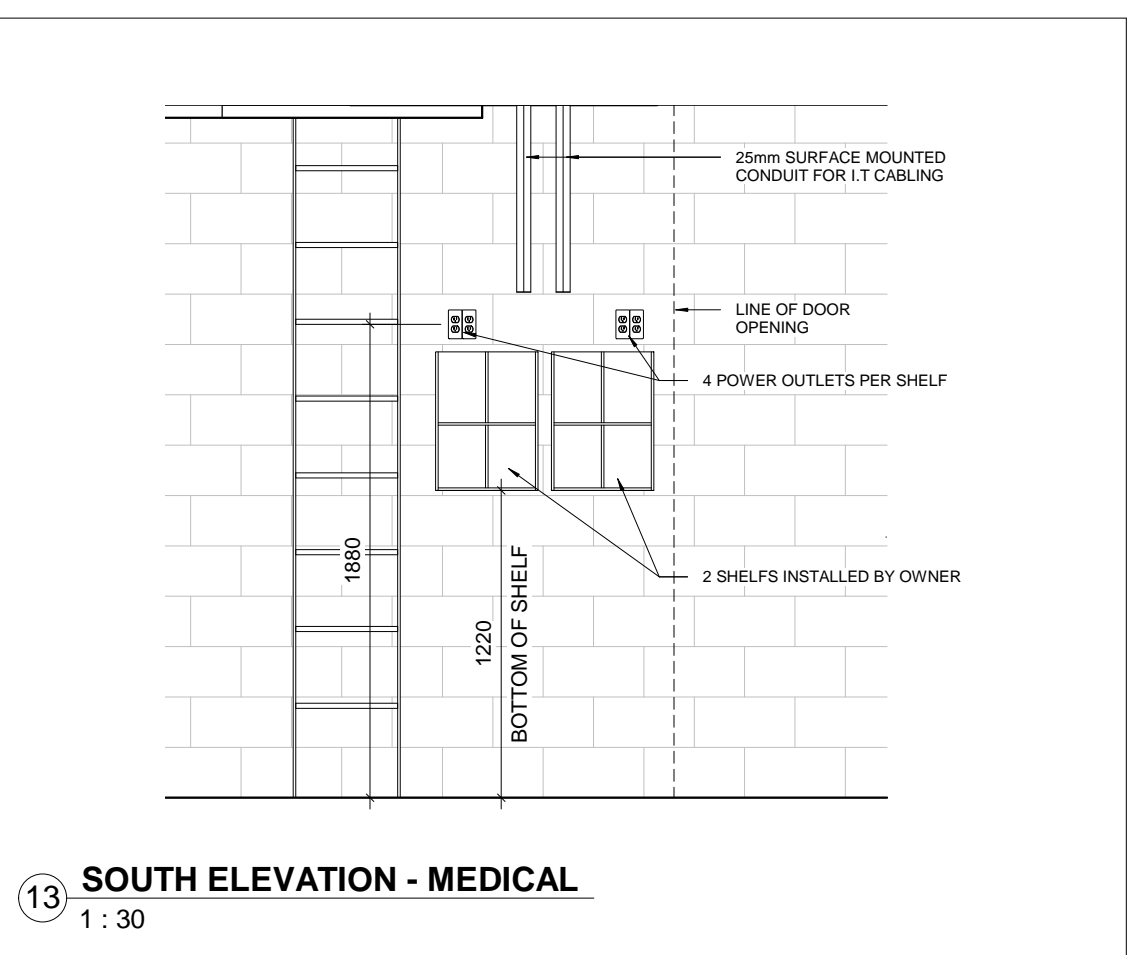 25mm SURFACE MOUNTED
CONDUIT FOR I.T CABLING
LINE OF DOOR
OPENING
4 POWER OUTLETS PER SHELF
1880
1220
BOTTOM OF SHELF
2 SHELFS INSTALLED BY OWNER
13
SOUTH ELEVATION - MEDICAL
1 : 30